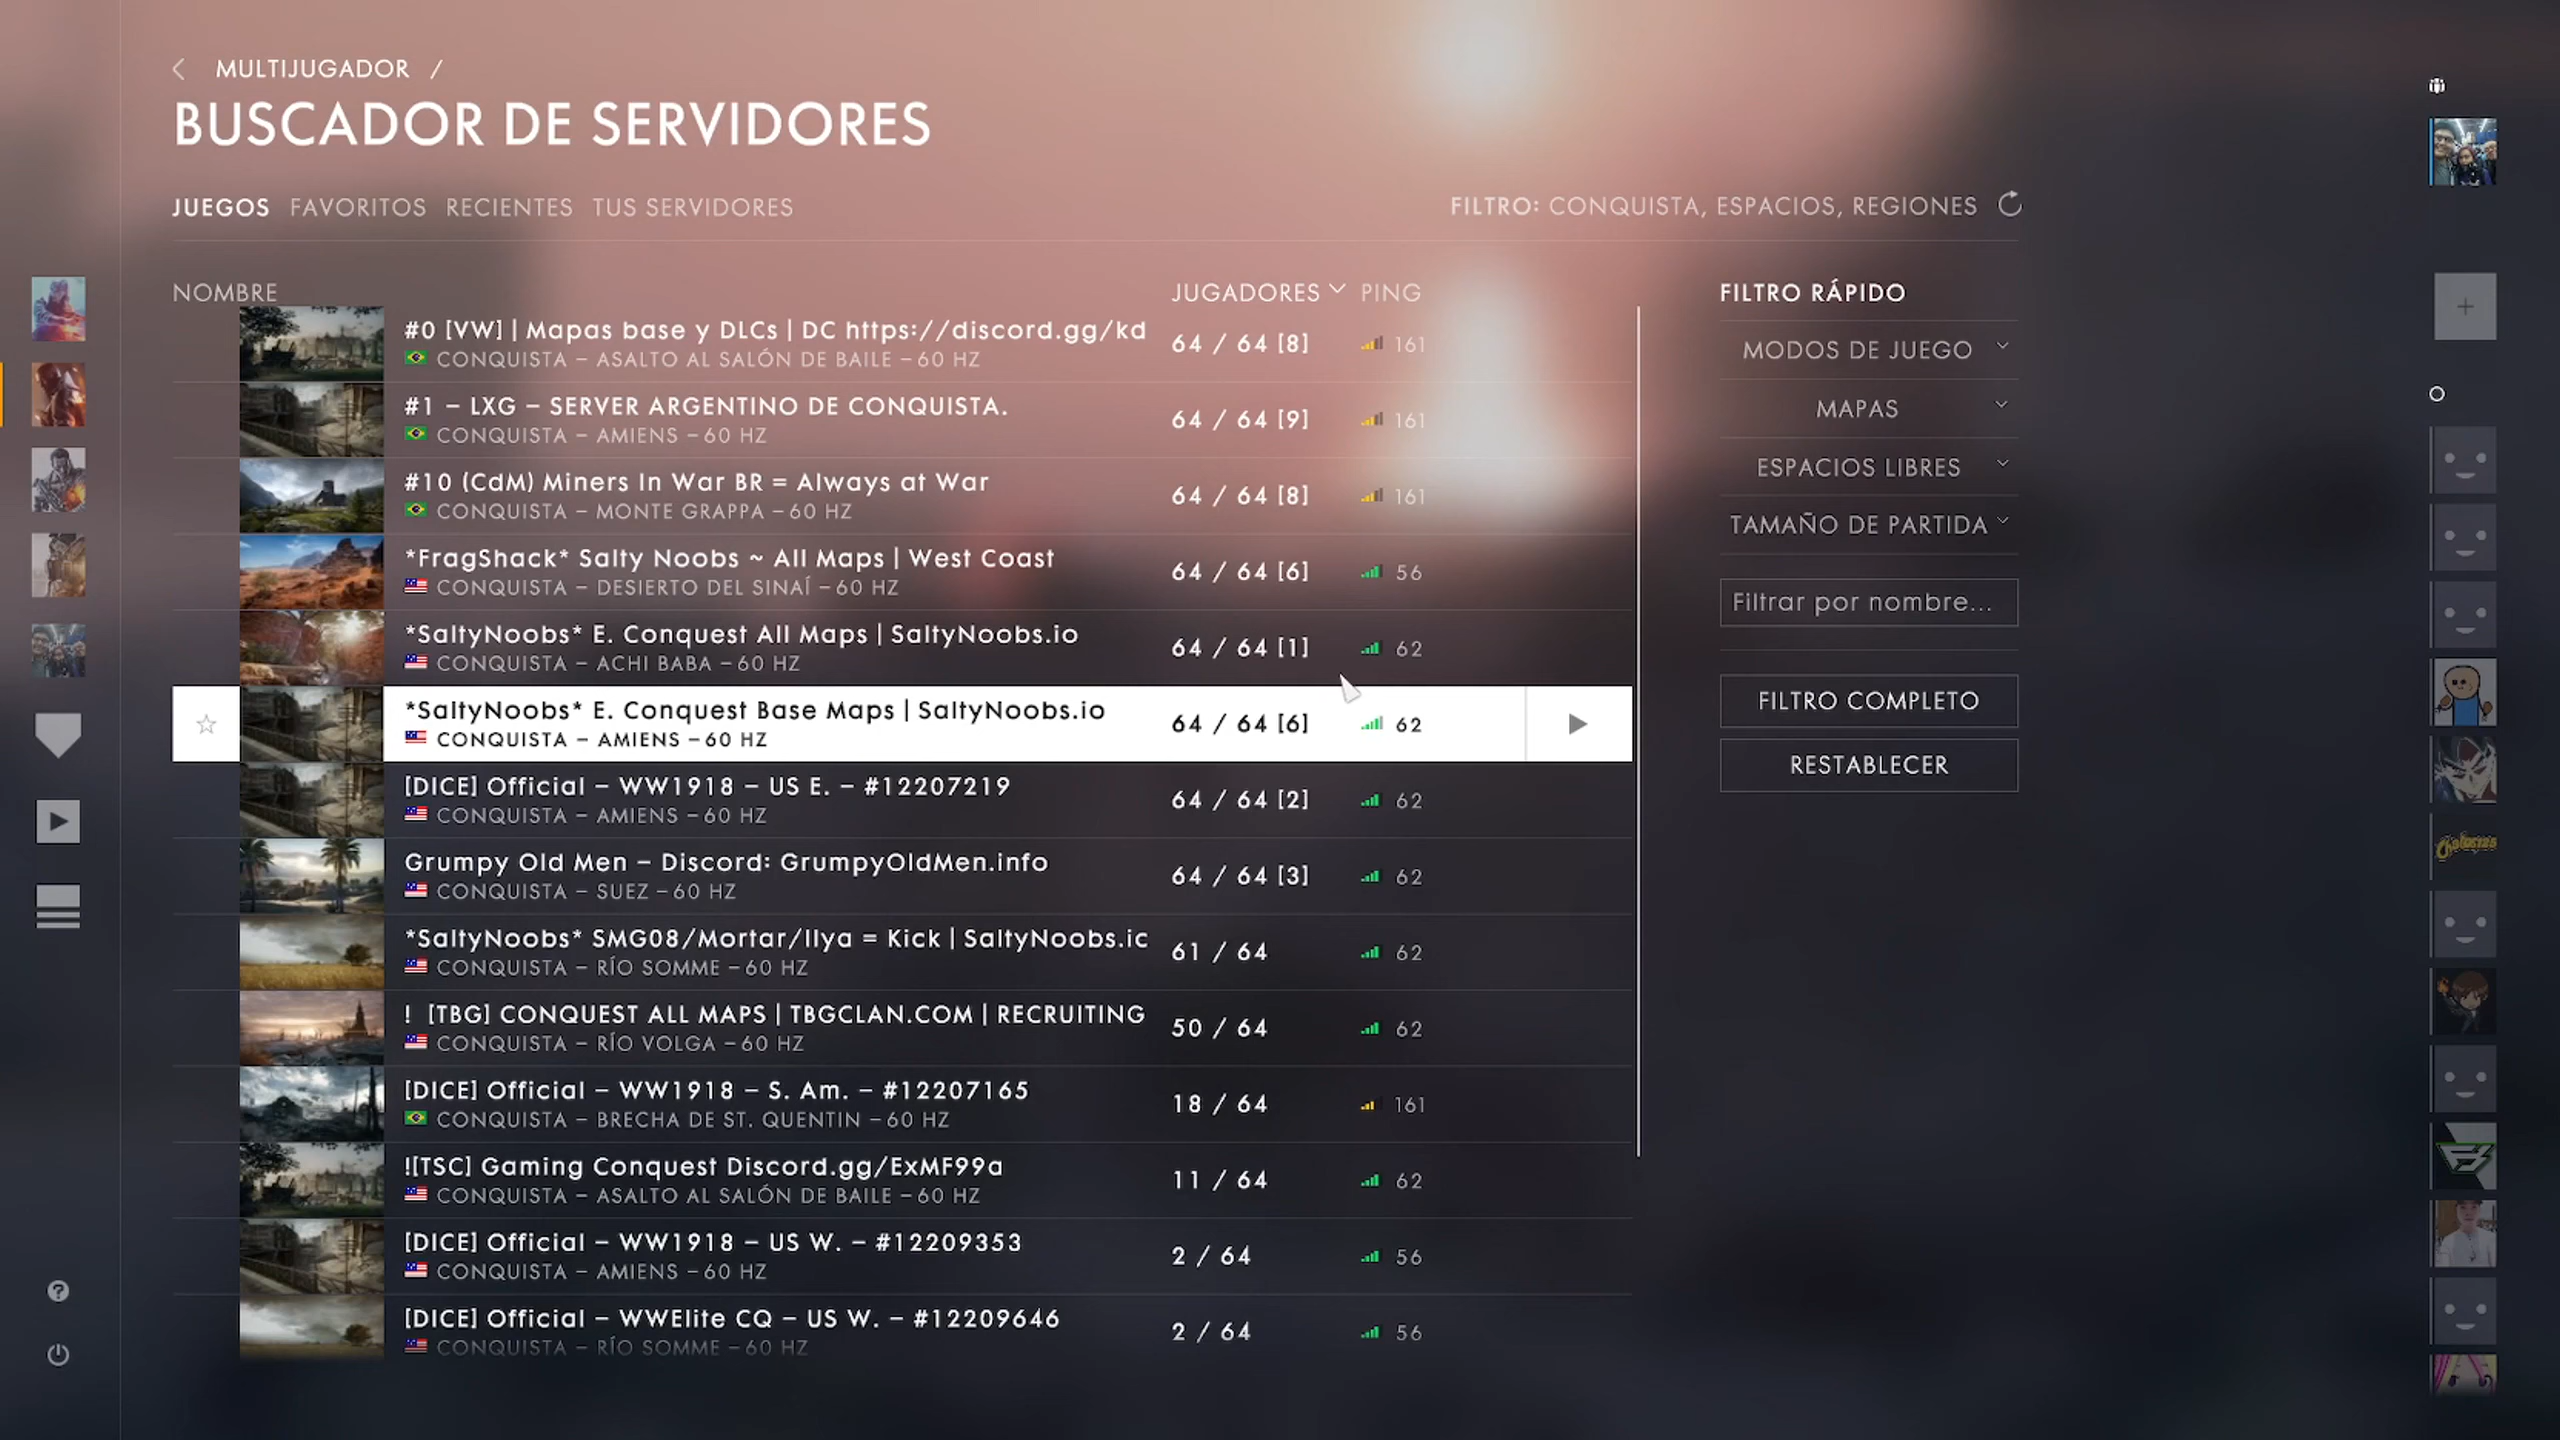 MULTIJUGADOR /
BUSCADOR DE SERVIDORES
JUEGOS FAVORITOS RECIENTES TUS SERVIDORES
FILTRO: CONQUISTA, ESPACIOS, REGIONES
NOMBRE JUGADORES PING
#0 [VW] | Mapas base y DLCs | DC https://discord.gg/kd
CONQUISTA – ASALTO AL SALÓN DE BAILE – 60 HZ
64 / 64 [8] 161
#1 – LXG – SERVER ARGENTINO DE CONQUISTA.
CONQUISTA – AMIENS – 60 HZ
64 / 64 [9] 161
#10 (CdM) Miners In War BR = Always at War
CONQUISTA – MONTE GRAPPA – 60 HZ
64 / 64 [8] 161
*FragShack* Salty Noobs ~ All Maps | West Coast
CONQUISTA – DESIERTO DEL SINAÍ – 60 HZ
64 / 64 [6] 56
*SaltyNoobs* E. Conquest All Maps | SaltyNoobs.io
CONQUISTA – ACHI BABA – 60 HZ
64 / 64 [1] 62
*SaltyNoobs* E. Conquest Base Maps | SaltyNoobs.io
CONQUISTA – AMIENS – 60 HZ
64 / 64 [6] 62
[DICE] Official – WW1918 – US E. – #12207219
CONQUISTA – AMIENS – 60 HZ
64 / 64 [2] 62
Grumpy Old Men – Discord: GrumpyOldMen.info
CONQUISTA – SUEZ – 60 HZ
64 / 64 [3] 62
*SaltyNoobs* SMG08/Mortar/Ilya = Kick | SaltyNoobs.ic
CONQUISTA – RÍO SOMME – 60 HZ
61 / 64 62
! [TBG] CONQUEST ALL MAPS | TBGCLAN.COM | RECRUITING
CONQUISTA – RÍO VOLGA – 60 HZ
50 / 64 62
[DICE] Official – WW1918 – S. Am. – #12207165
CONQUISTA – BRECHA DE ST. QUENTIN – 60 HZ
18 / 64 161
![TSC] Gaming Conquest Discord.gg/ExMF99a
CONQUISTA – ASALTO AL SALÓN DE BAILE – 60 HZ
11 / 64 62
[DICE] Official – WW1918 – US W. – #12209353
CONQUISTA – AMIENS – 60 HZ
2 / 64 56
[DICE] Official – WWElite CQ – US W. – #12209646
CONQUISTA – RÍO SOMME – 60 HZ
2 / 64 56
FILTRO RÁPIDO
MODOS DE JUEGO
MAPAS
ESPACIOS LIBRES
TAMAÑO DE PARTIDA
Filtrar por nombre...
FILTRO COMPLETO
RESTABLECER